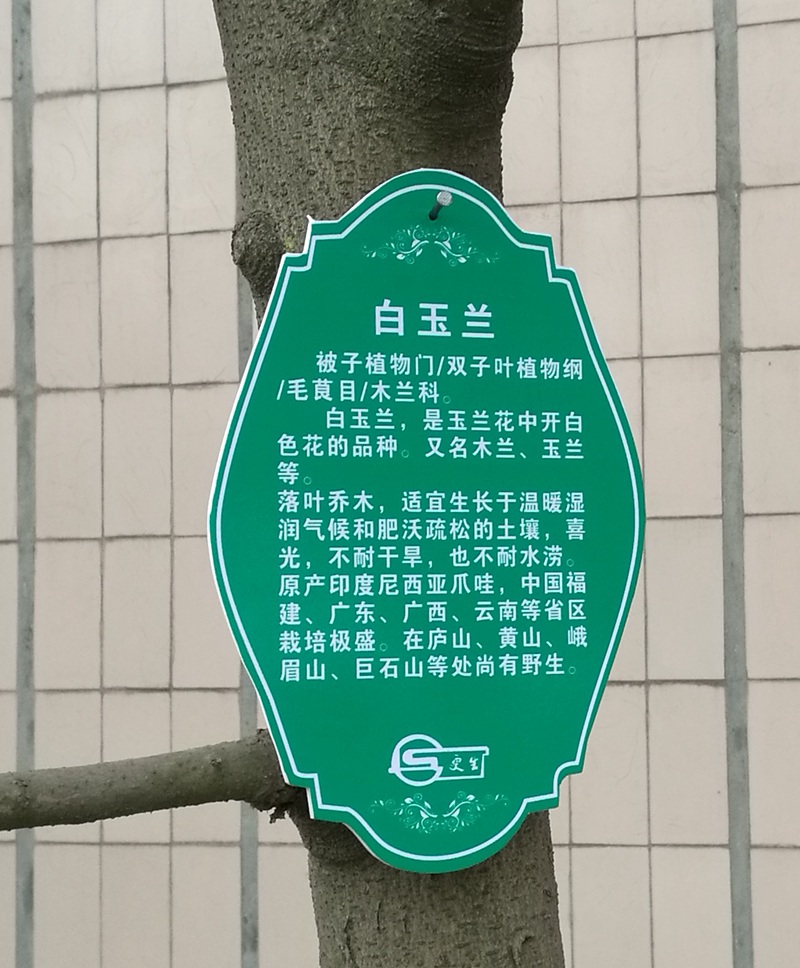 白玉兰
被子植物门/双子叶植物纲
/毛茛目/木兰科。
白玉兰，是玉兰花中开白
色花的品种。又名木兰、玉兰
等。
落叶乔木，适宜生长于温暖湿
润气候和肥沃疏松的土壤，喜
光，不耐干旱，也不耐水涝。
原产印度尼西亚爪哇，中国福
建、广东、广西、云南等省区
栽培极盛。在庐山、黄山、峨
眉山、巨石山等处尚有野生。
更生